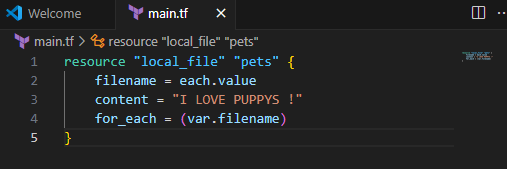 Welcome main.tf
main.tf > resource "local_file" "pets"
1 resource "local_file" "pets" {
2 filename = each.value
3 content = "I LOVE PUPPYS !"
4 for_each = (var.filename)
5 }